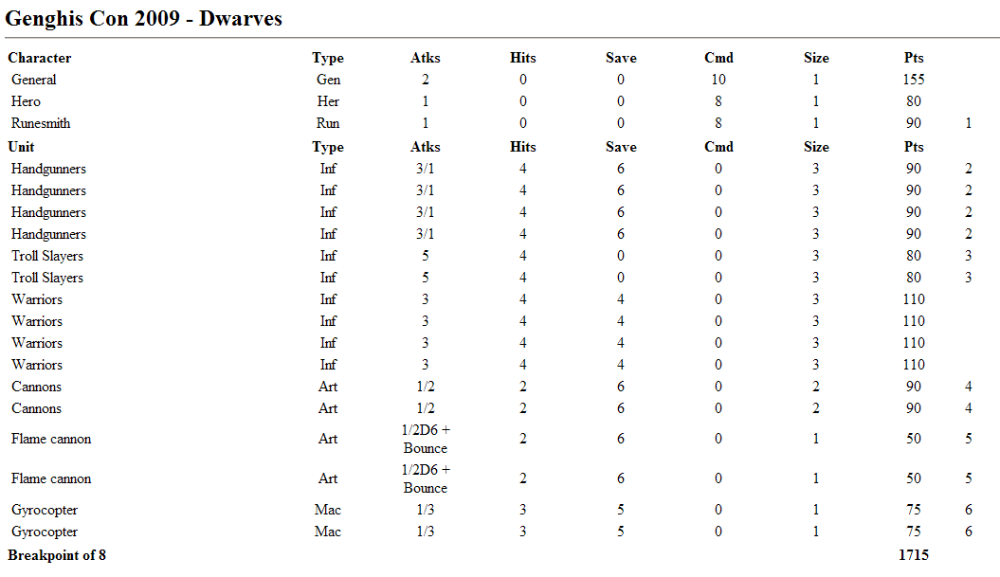 Genghis Con 2009 - Dwarves
Character Type Atks Hits Save Cmd Size Pts
General Gen 2 0 0 10 1 155
Hero Her 1 0 0 8 1 80
Runesmith Run 1 0 0 8 1 90 1
Unit Type Atks Hits Save Cmd Size Pts
Handgunners Inf 3/1 4 6 0 3 90 2
Handgunners Inf 3/1 4 6 0 3 90 2
Handgunners Inf 3/1 4 6 0 3 90 2
Handgunners Inf 3/1 4 6 0 3 90 2
Troll Slayers Inf 5 4 0 0 3 80 3
Troll Slayers Inf 5 4 0 0 3 80 3
Warriors Inf 3 4 4 0 3 110
Warriors Inf 3 4 4 0 3 110
Warriors Inf 3 4 4 0 3 110
Warriors Inf 3 4 4 0 3 110
Cannons Art 1/2 2 6 0 2 90 4
Cannons Art 1/2 2 6 0 2 90 4
Flame cannon Art 1/2D6 + Bounce 2 6 0 1 50 5
Flame cannon Art 1/2D6 + Bounce 2 6 0 1 50 5
Gyrocopter Mac 1/3 3 5 0 1 75 6
Gyrocopter Mac 1/3 3 5 0 1 75 6
Breakpoint of 8 1715